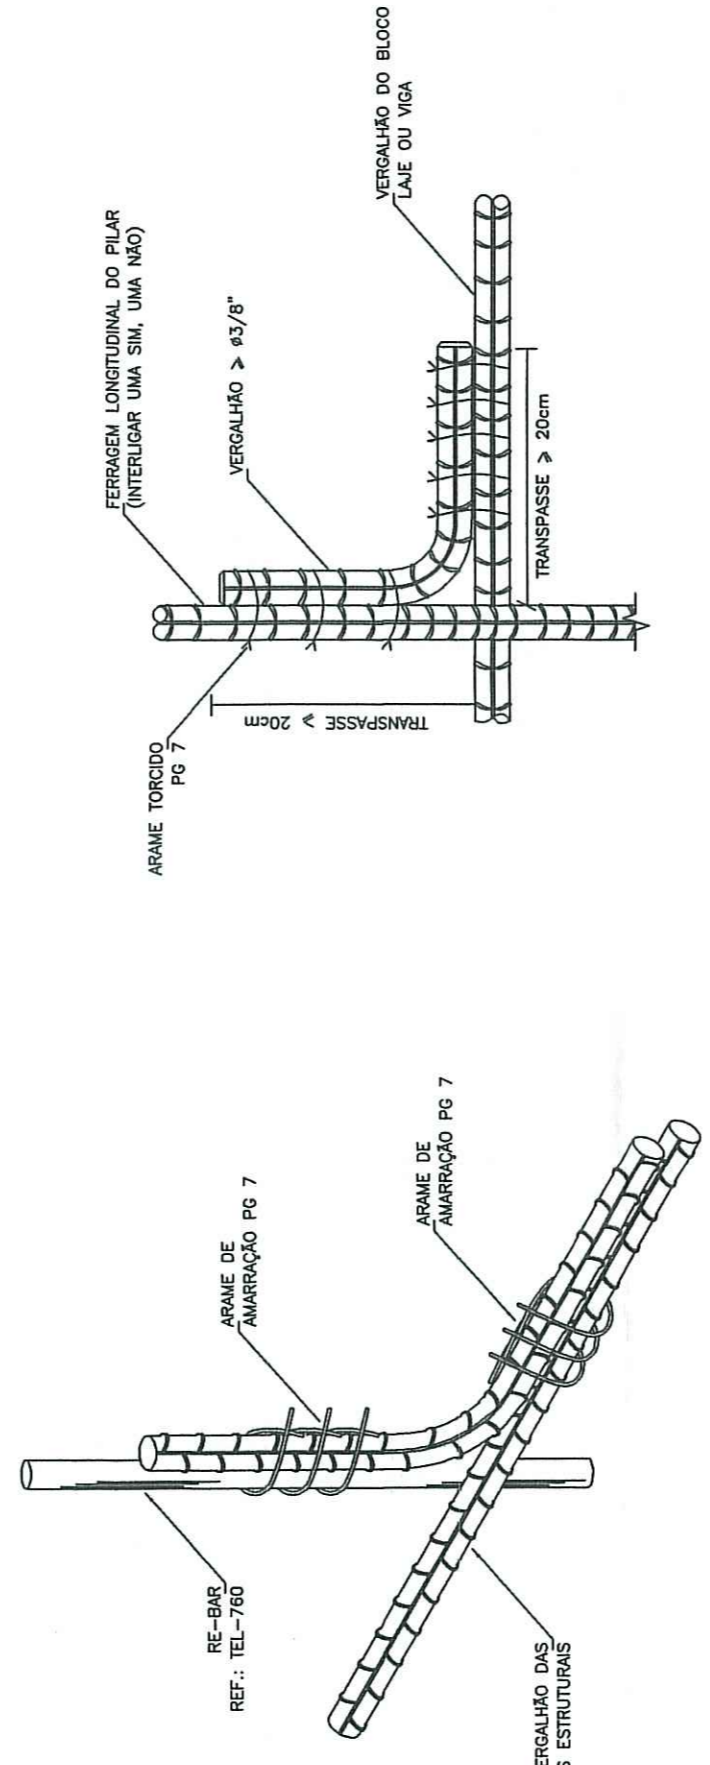 FERRAGEM LONGITUDINAL DO PILAR
(INTERLIGAR UMA SIM, UMA NÃO)
VERGALHÃO DO BLOCO
LAJE OU VIGA
VERGALHÃO ⩾ ø3/8"
ARAME TORCIDO
PG 7
TRANSPASSE ⩾ 20cm
TRANSPASSE ⩾ 20cm
ARAME DE
AMARRAÇÃO PG 7
ARAME DE
AMARRAÇÃO PG 7
RE-BAR
REF.: TEL-760
ERGALHÃO DAS
S ESTRUTURAIS